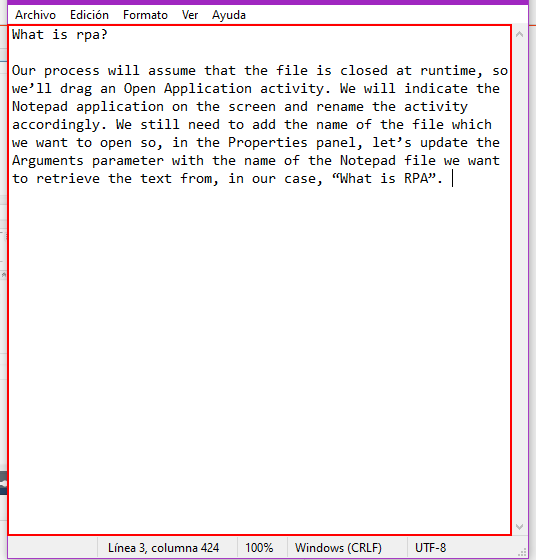 Archivo Edición Formato Ver Ayuda
What is rpa?
Our process will assume that the file is closed at runtime, so
we’ll drag an Open Application activity. We will indicate the
Notepad application on the screen and rename the activity
accordingly. We still need to add the name of the file which
we want to open so, in the Properties panel, let’s update the
Arguments parameter with the name of the Notepad file we want
to retrieve the text from, in our case, “What is RPA”.
Línea 3, columna 424 100% Windows (CRLF) UTF-8